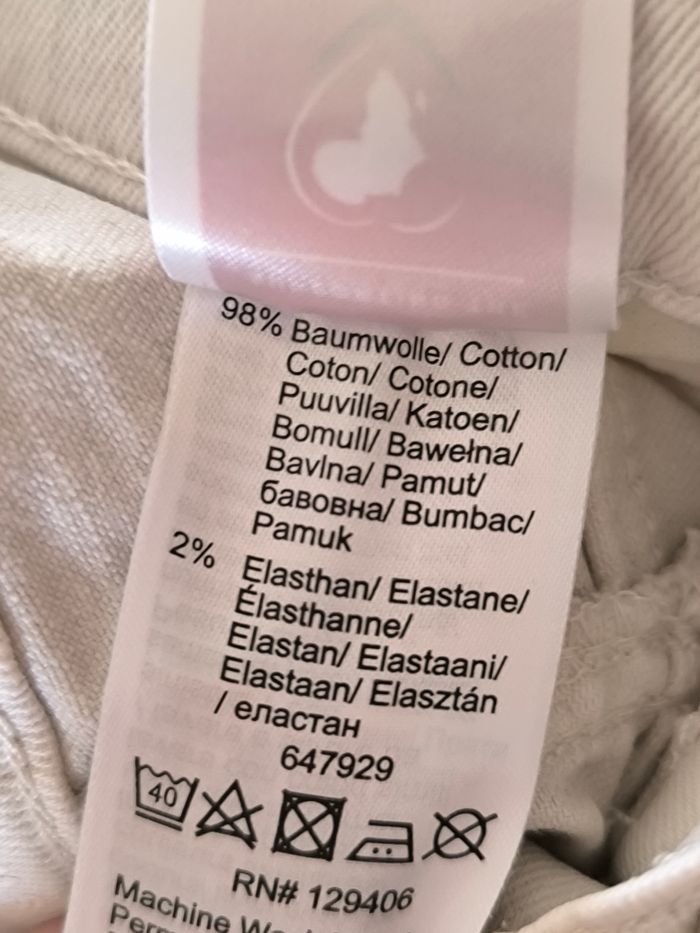 98% Baumwolle/ Cotton/
Coton/ Cotone/
Puuvilla/ Katoen/
Bomull/ Bawełna/
Bavlna/ Pamut/
бавовна/ Bumbac/
Pamuk
2% Elasthan/ Elastane/
Élasthanne/
Elastan/ Elastaani/
Elastaan/ Elasztán
/ еластан
647929
40
RN# 129406
Machine